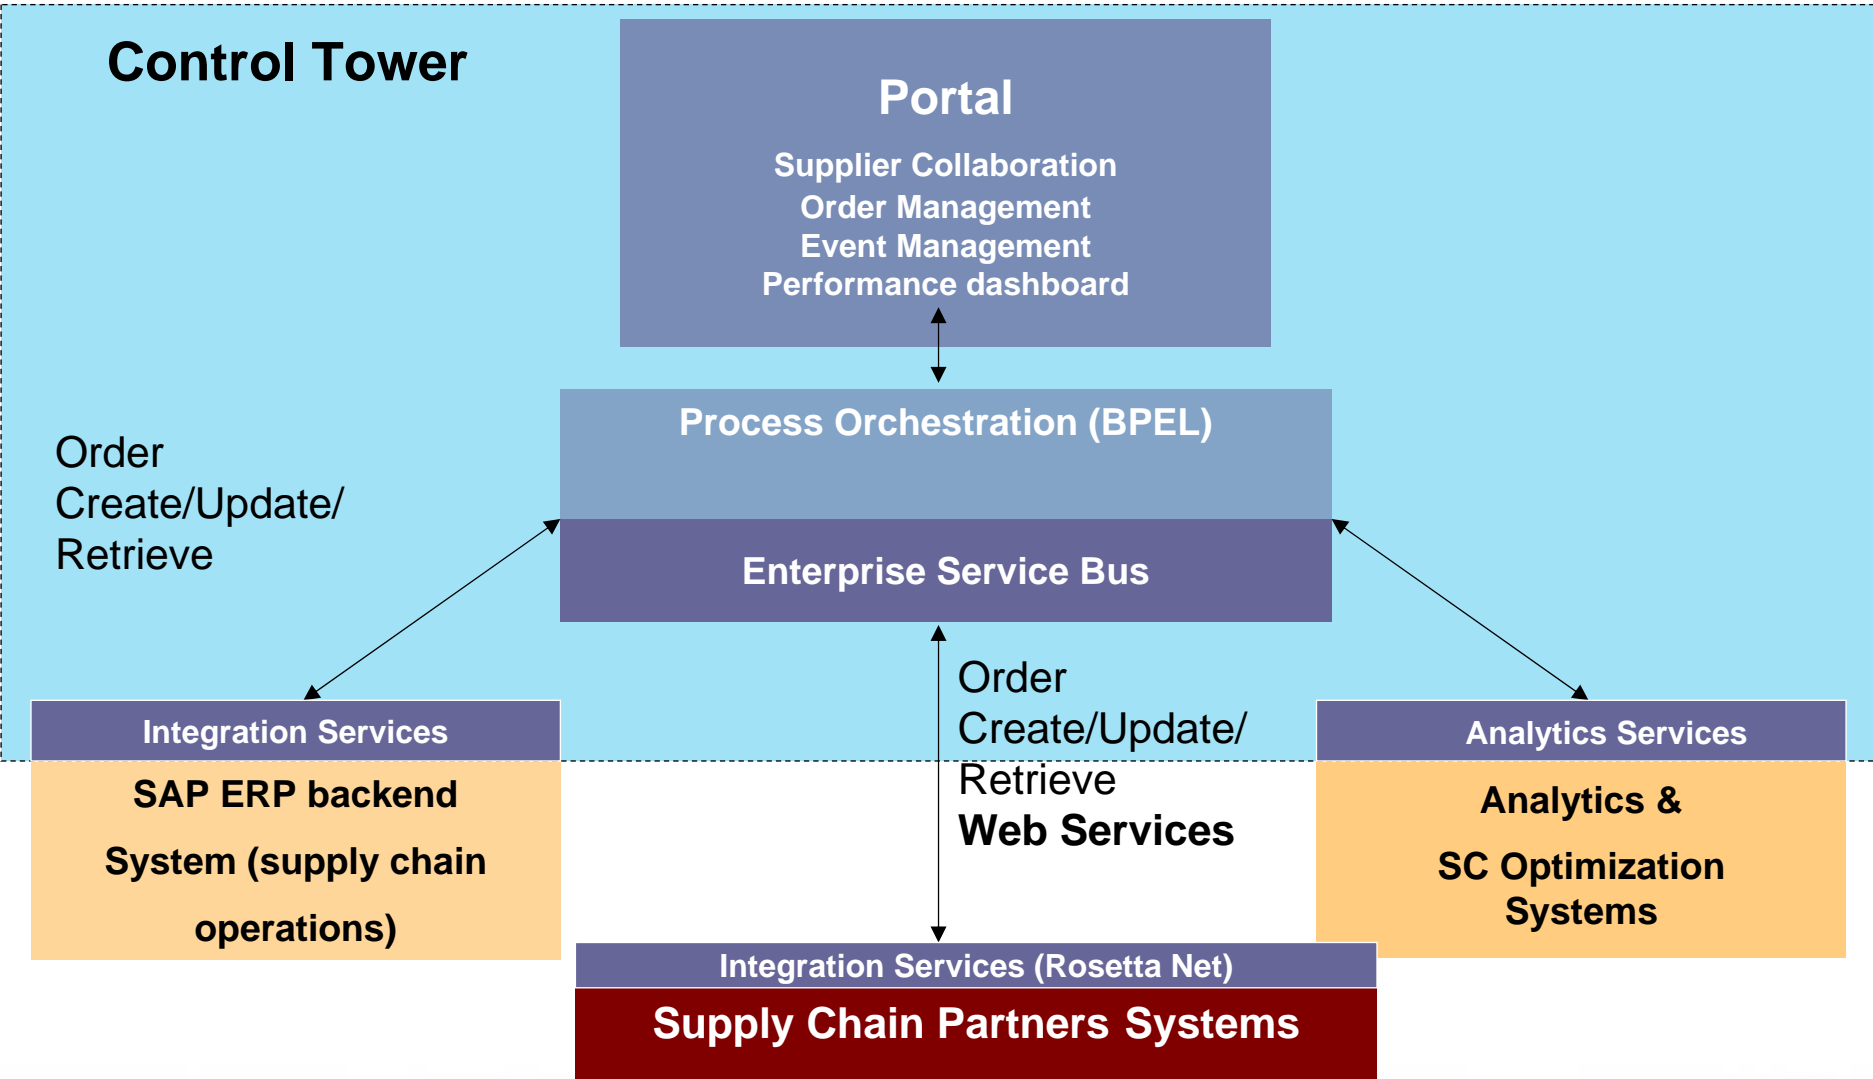 Control Tower
Portal
Supplier Collaboration
Order Management
Event Management
Performance dashboard
Process Orchestration (BPEL)
Order
Create/Update/
Retrieve
Enterprise Service Bus
Order
Create/Update/
Retrieve
Web Services
Integration Services
SAP ERP backend
System (supply chain
operations)
Analytics Services
Analytics &
SC Optimization
Systems
Integration Services (Rosetta Net)
Supply Chain Partners Systems